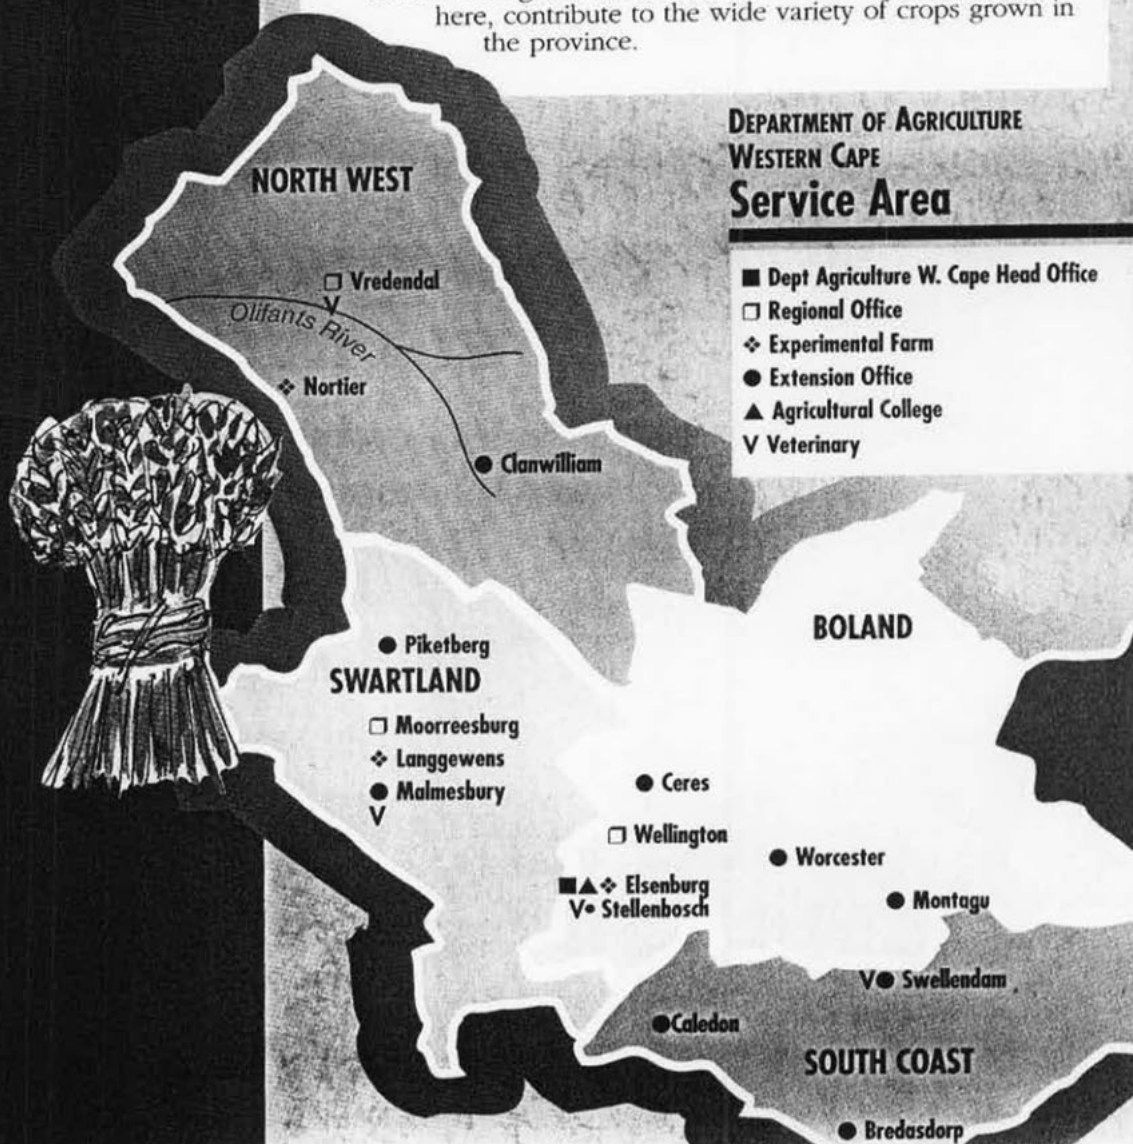 here, contribute to the wide variety of crops grown in
the province.
DEPARTMENT OF AGRICULTURE
WESTERN CAPE
Service Area
Dept Agriculture W. Cape Head Office
Regional Office
Experimental Farm
Extension Office
Agricultural College
V Veterinary
NORTH WEST
Vredendal
V
Olifants River
Nortier
Clanwilliam
BOLAND
Piketberg
SWARTLAND
Moorreesburg
Langgewens
Malmesbury
V
Ceres
Wellington
Worcester
Elsenburg
V Stellenbosch
Montagu
V Swellendam
Caledon
SOUTH COAST
Bredasdorp